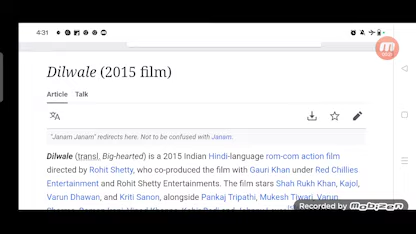 4:31
Dilwale (2015 film)
Article Talk
"Janam Janam" redirects here. Not to be confused with Janam.
Dilwale (transl. Big-hearted) is a 2015 Indian Hindi-language rom-com action film
directed by Rohit Shetty, who co-produced the film with Gauri Khan under Red Chillies
Entertainment and Rohit Shetty Entertainments. The film stars Shah Rukh Khan, Kajol,
Varun Dhawan, and Kriti Sanon, alongside Pankaj Tripathi, Mukesh Tiwari, Varun
Recorded by mobizen